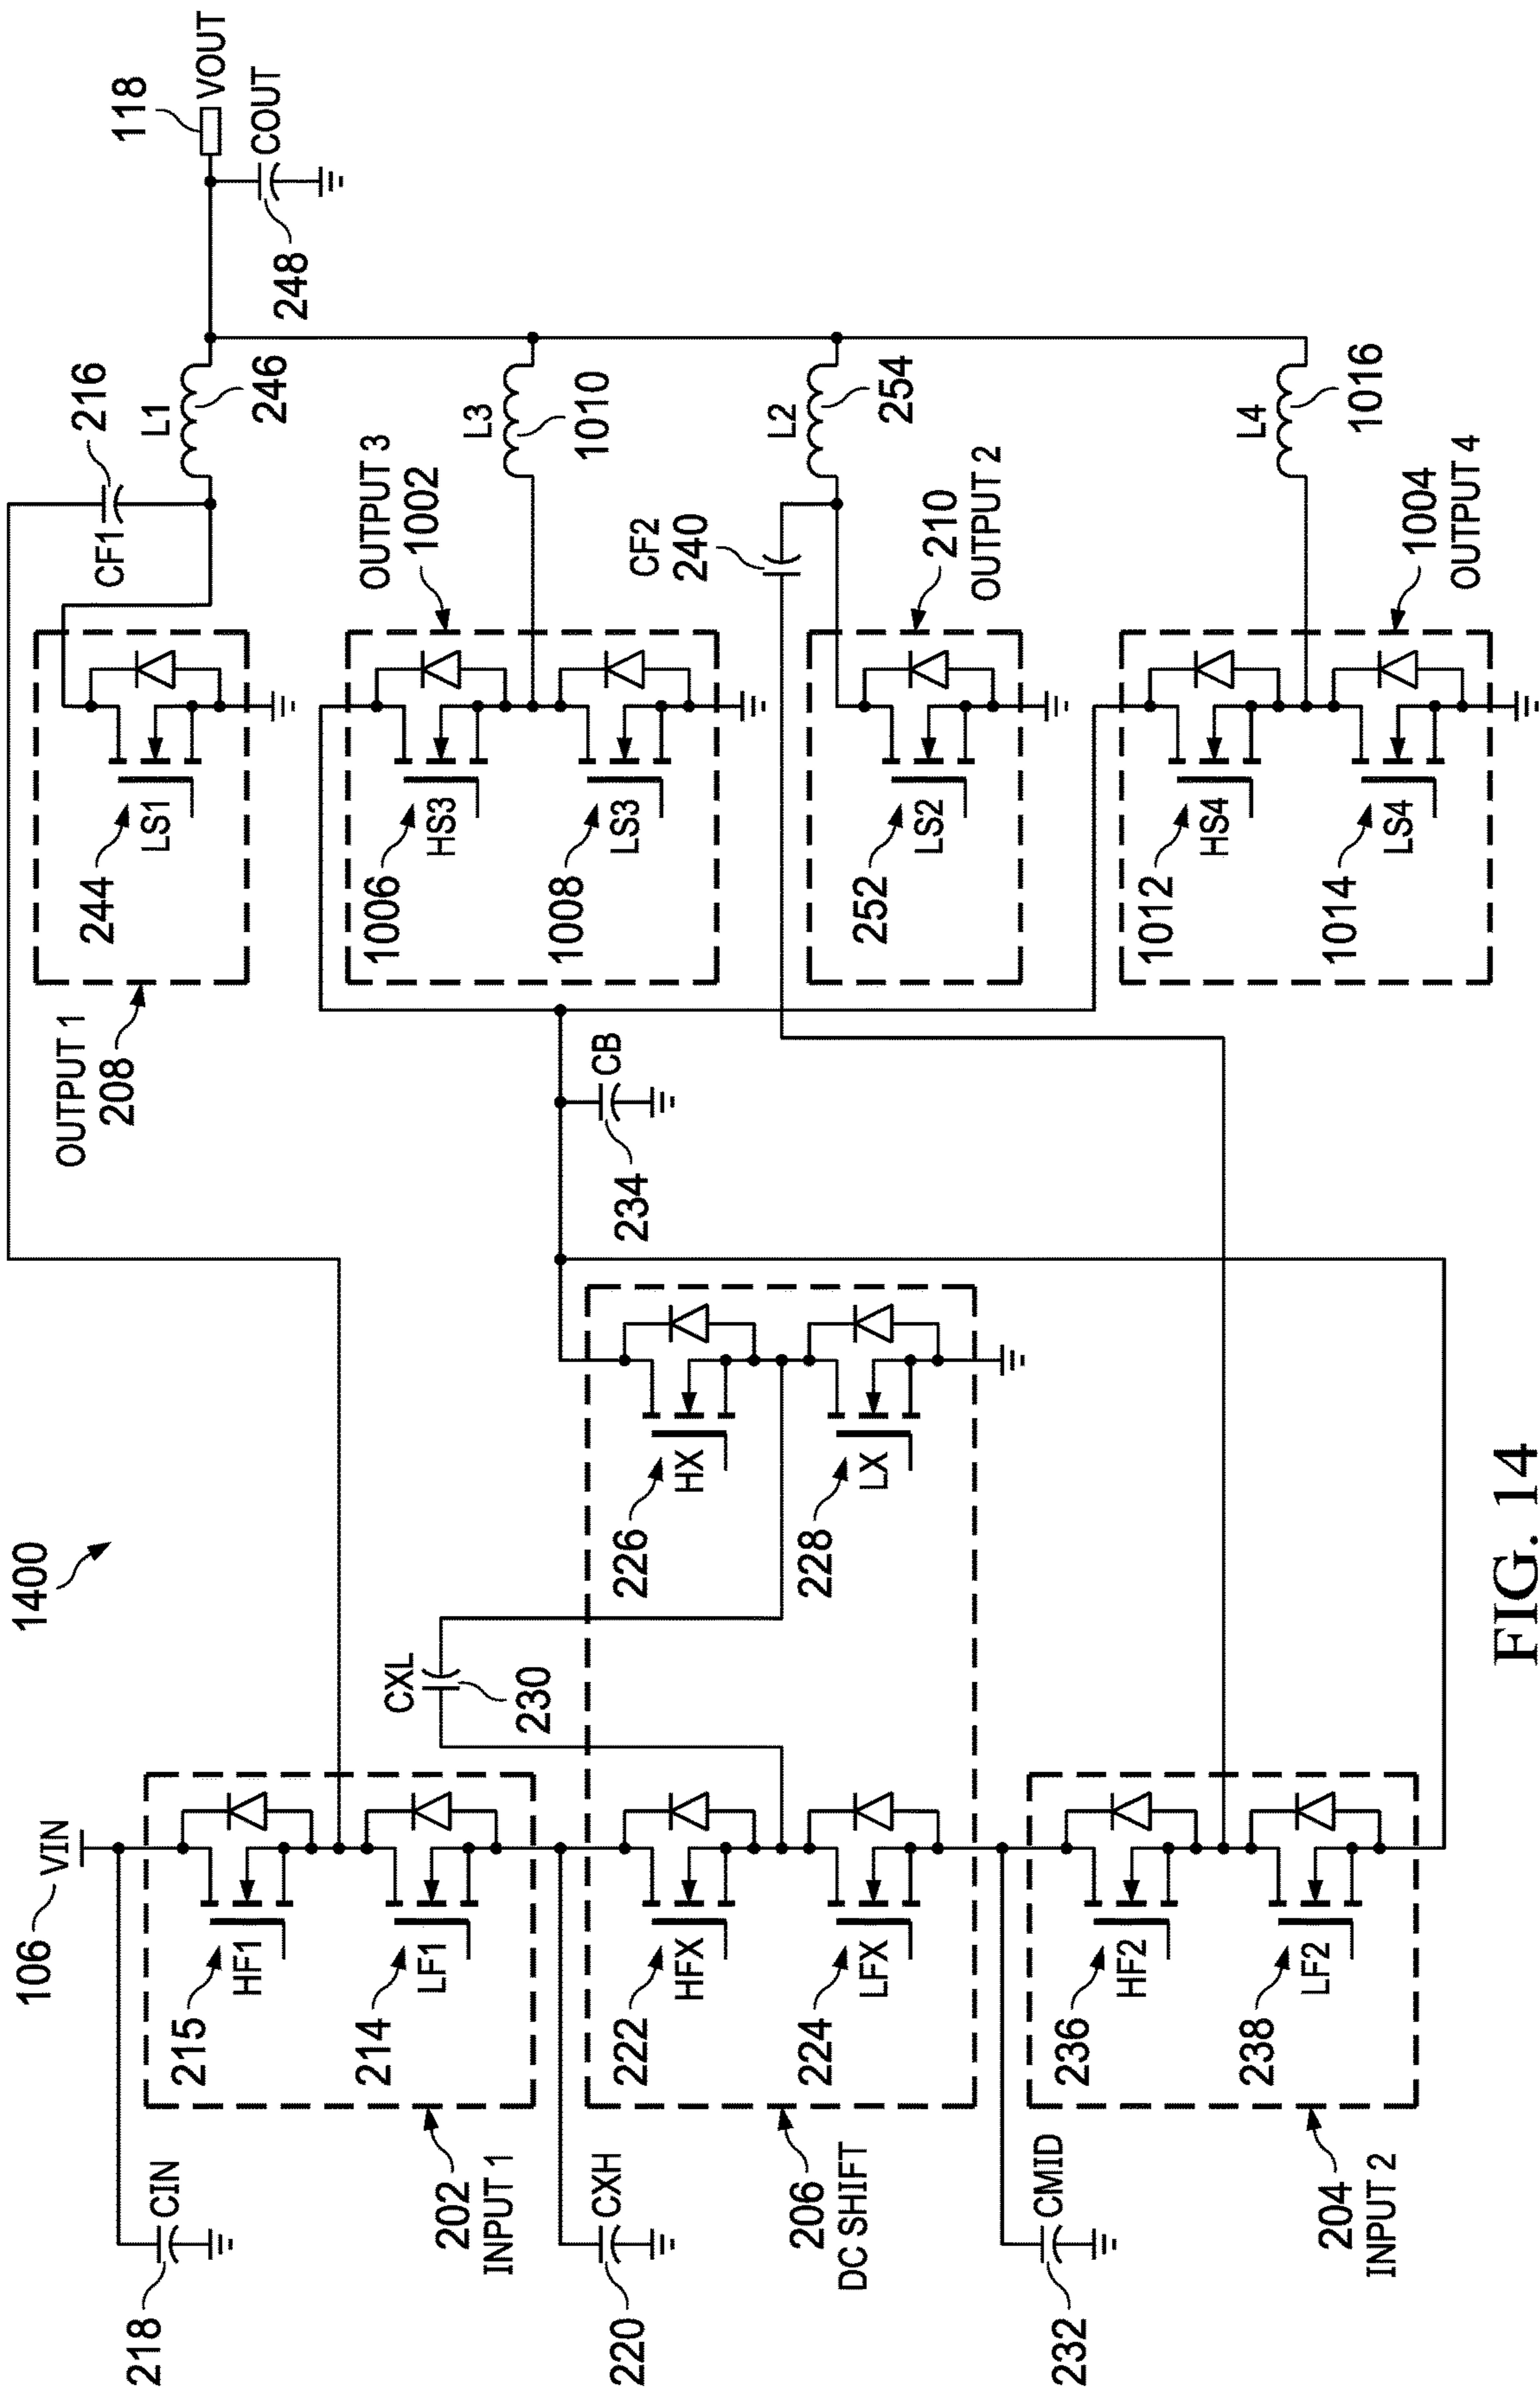 1400
106
VIN
218
CIN
215
HF1
214
LF1
202
INPUT 1
220
CXH
222
HFX
224
LFX
206
DC SHIFT
232
CMID
236
HF2
238
LF2
204
INPUT 2
CXL
230
226
HX
228
LX
CB
234
OUTPUT 1
208
244
LS1
CF1
216
L1
246
118
VOUT
COUT
248
OUTPUT 3
1002
1006
HS3
1008
LS3
L3
1010
CF2
240
210
OUTPUT 2
252
LS2
L2
254
1004
OUTPUT 4
1012
HS4
1014
LS4
L4
1016
FIG. 14